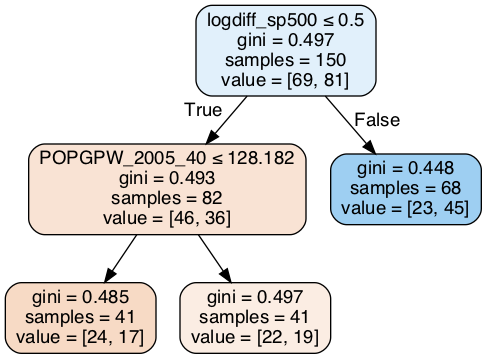 logdiff_sp500 ≤ 0.5
gini = 0.497
samples = 150
value = [69, 81]
True
False
POPGPW_2005_40 ≤ 128.182
gini = 0.493
samples = 82
value = [46, 36]
gini = 0.448
samples = 68
value = [23, 45]
gini = 0.485
samples = 41
value = [24, 17]
gini = 0.497
samples = 41
value = [22, 19]